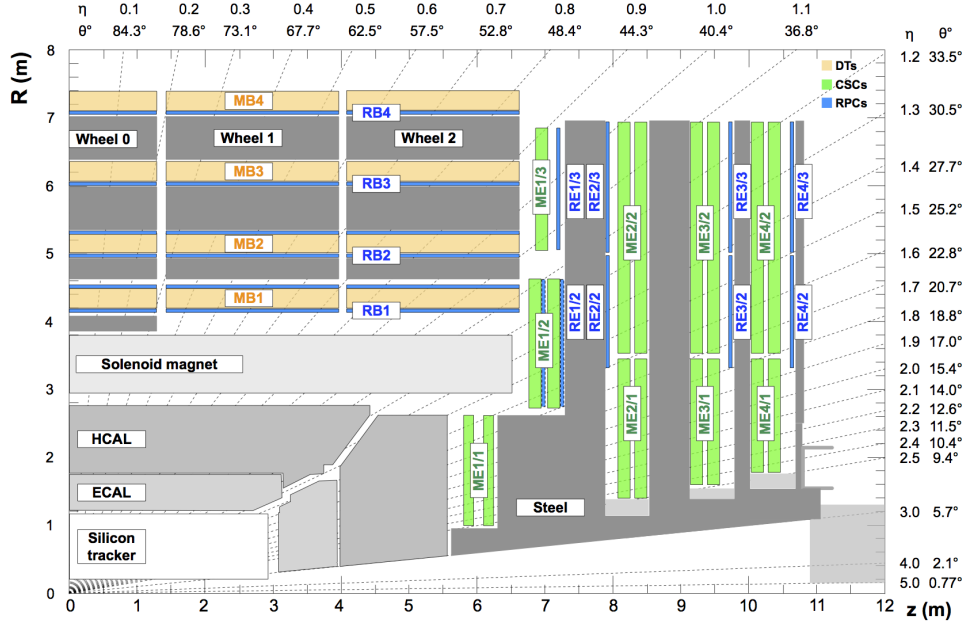 η 0.1 0.2 0.3 0.4 0.5 0.6 0.7 0.8 0.9 1.0 1.1
θ° 84.3° 78.6° 73.1° 67.7° 62.5° 57.5° 52.8° 48.4° 44.3° 40.4° 36.8° η θ°
R (m)
8
7
6
5
4
3
2
1
0
DTs
CSCs
RPCs
1.2 33.5°
1.3 30.5°
1.4 27.7°
1.5 25.2°
1.6 22.8°
1.7 20.7°
1.8 18.8°
1.9 17.0°
2.0 15.4°
2.1 14.0°
2.2 12.6°
2.3 11.5°
2.4 10.4°
2.5 9.4°
3.0 5.7°
4.0 2.1°
5.0 0.77°
MB4
RB4
Wheel 0 Wheel 1 Wheel 2
MB3
RB3
MB2
RB2
MB1
RB1
Solenoid magnet
HCAL
ECAL
Silicon
tracker
Steel
ME1/1
ME1/2
ME1/3
RE1/3
RE2/3
RE1/2
RE2/2
ME2/2
ME2/1
ME3/2
ME3/1
RE3/3
RE3/2
ME4/2
ME4/1
RE4/3
RE4/2
0 1 2 3 4 5 6 7 8 9 10 11 12
z (m)